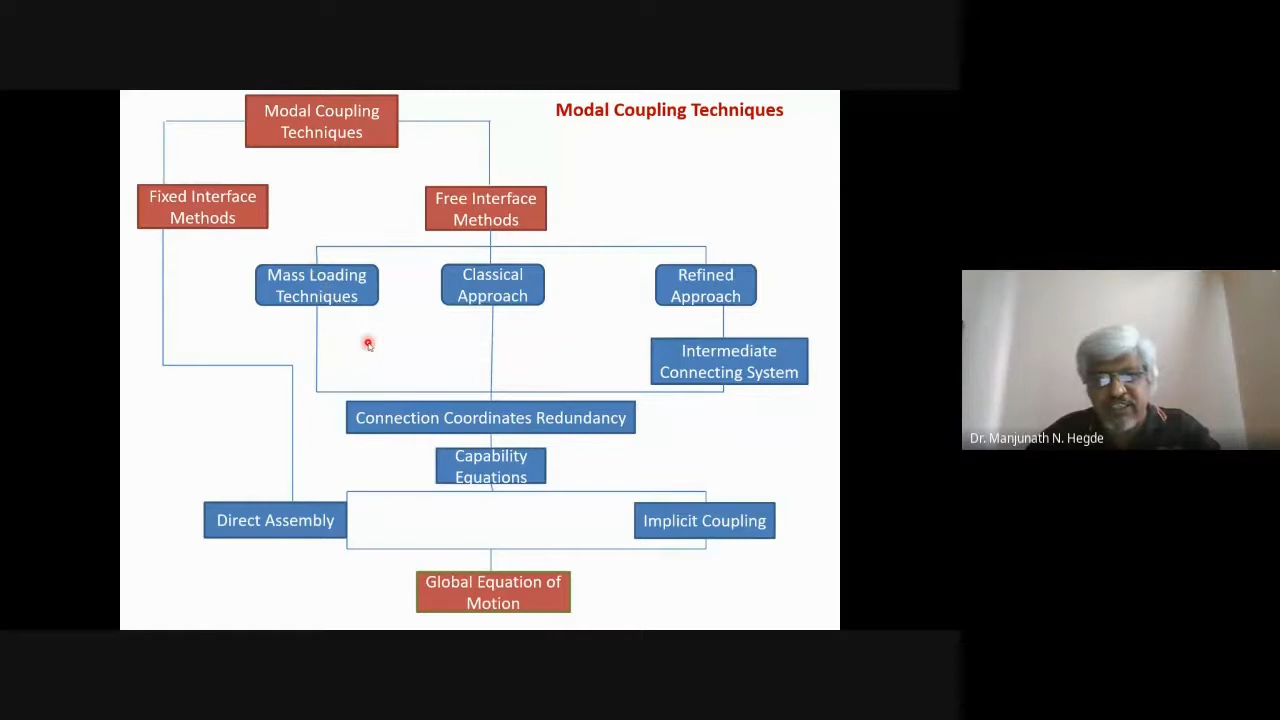 Modal Coupling
Techniques
Modal Coupling Techniques
Fixed Interface
Methods
Free Interface
Methods
Mass Loading
Techniques
Classical
Approach
Refined
Approach
Intermediate
Connecting System
Connection Coordinates Redundancy
Capability
Equations
Direct Assembly
Implicit Coupling
Global Equation of
Motion
Dr. Manjunath N. Hegde